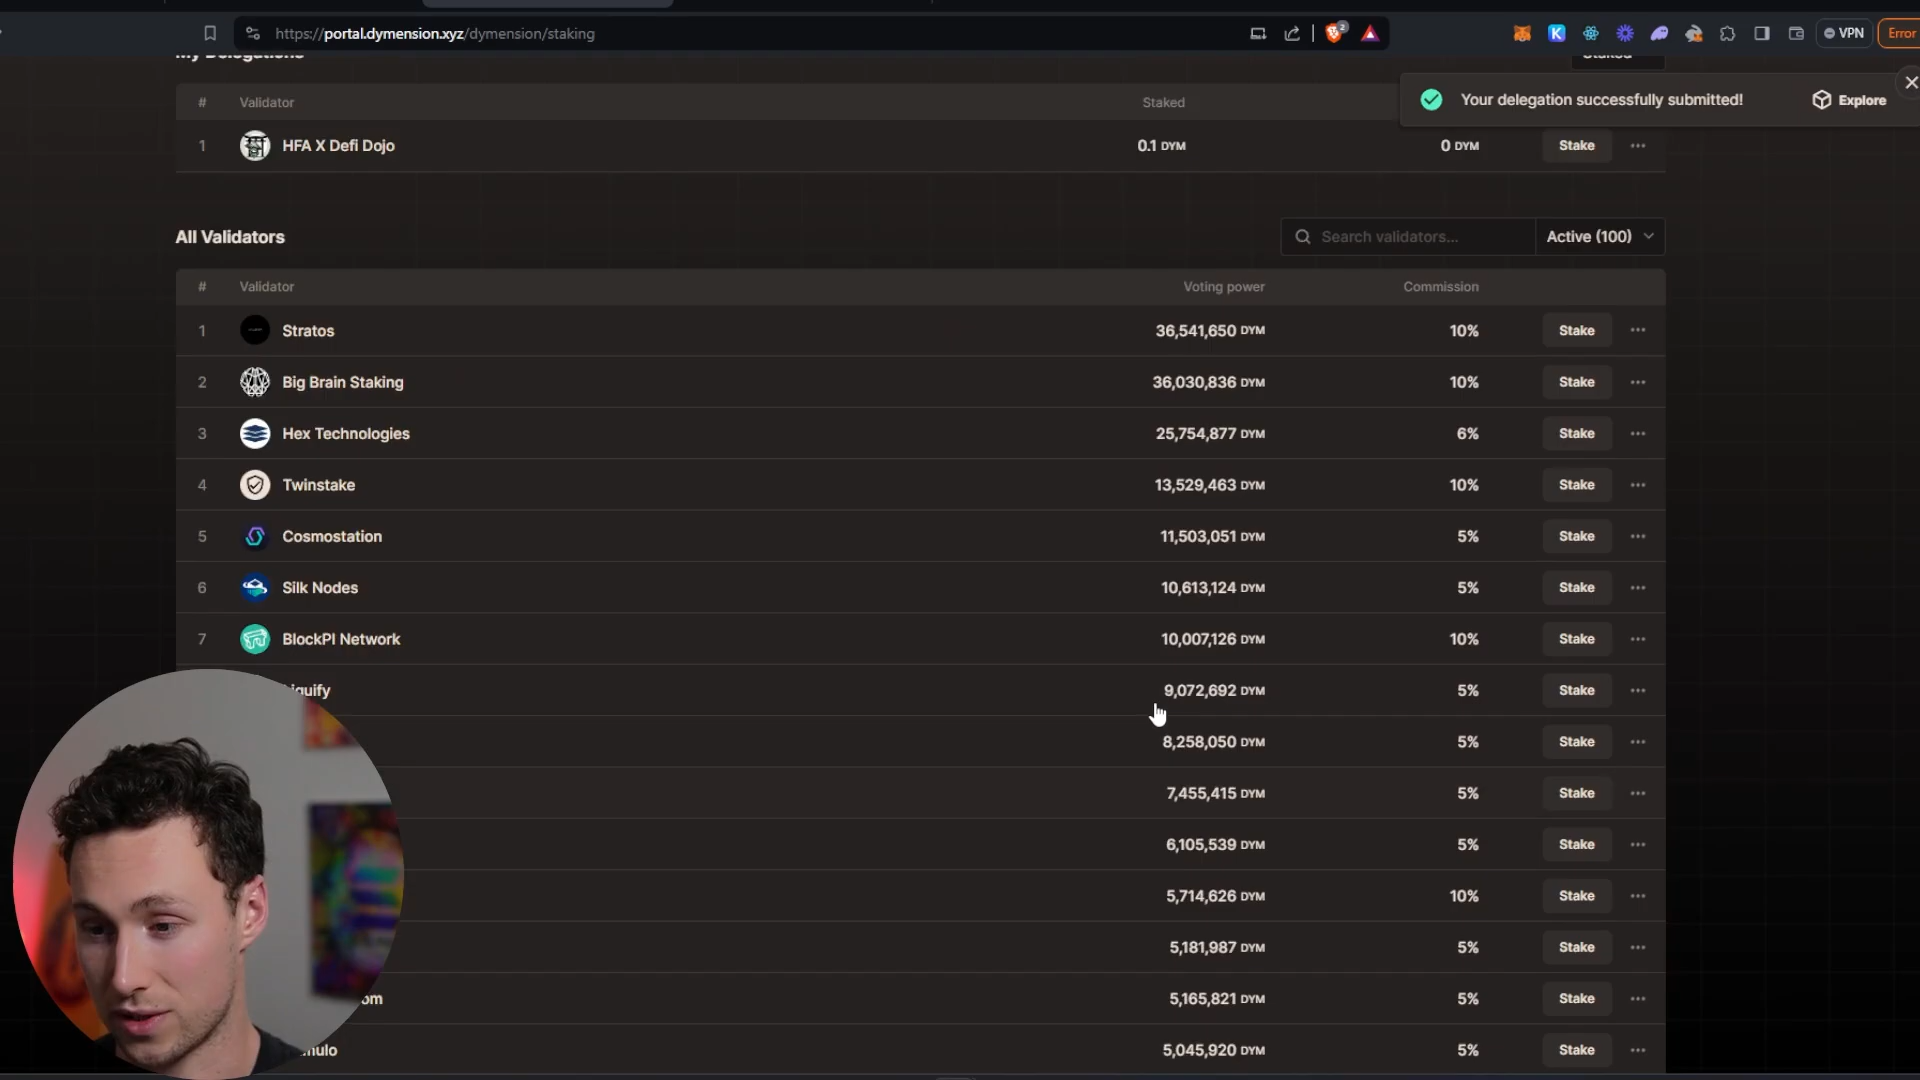 https://portal.dymension.xyz/dymension/staking
VPN
Error
My Delegations
Staked
Your delegation successfully submitted!
Explore
# Validator Staked
1 HFA X Defi Dojo 0.1 DYM 0 DYM Stake
All Validators
Search validators...
Active (100)
# Validator Voting power Commission
1 Stratos 36,541,650 DYM 10% Stake
2 Big Brain Staking 36,030,836 DYM 10% Stake
3 Hex Technologies 25,754,877 DYM 6% Stake
4 Twinstake 13,529,463 DYM 10% Stake
5 Cosmostation 11,503,051 DYM 5% Stake
6 Silk Nodes 10,613,124 DYM 5% Stake
7 BlockPI Network 10,007,126 DYM 10% Stake
9,072,692 DYM 5% Stake
8,258,050 DYM 5% Stake
7,455,415 DYM 5% Stake
6,105,539 DYM 5% Stake
5,714,626 DYM 10% Stake
5,181,987 DYM 5% Stake
5,165,821 DYM 5% Stake
5,045,920 DYM 5% Stake